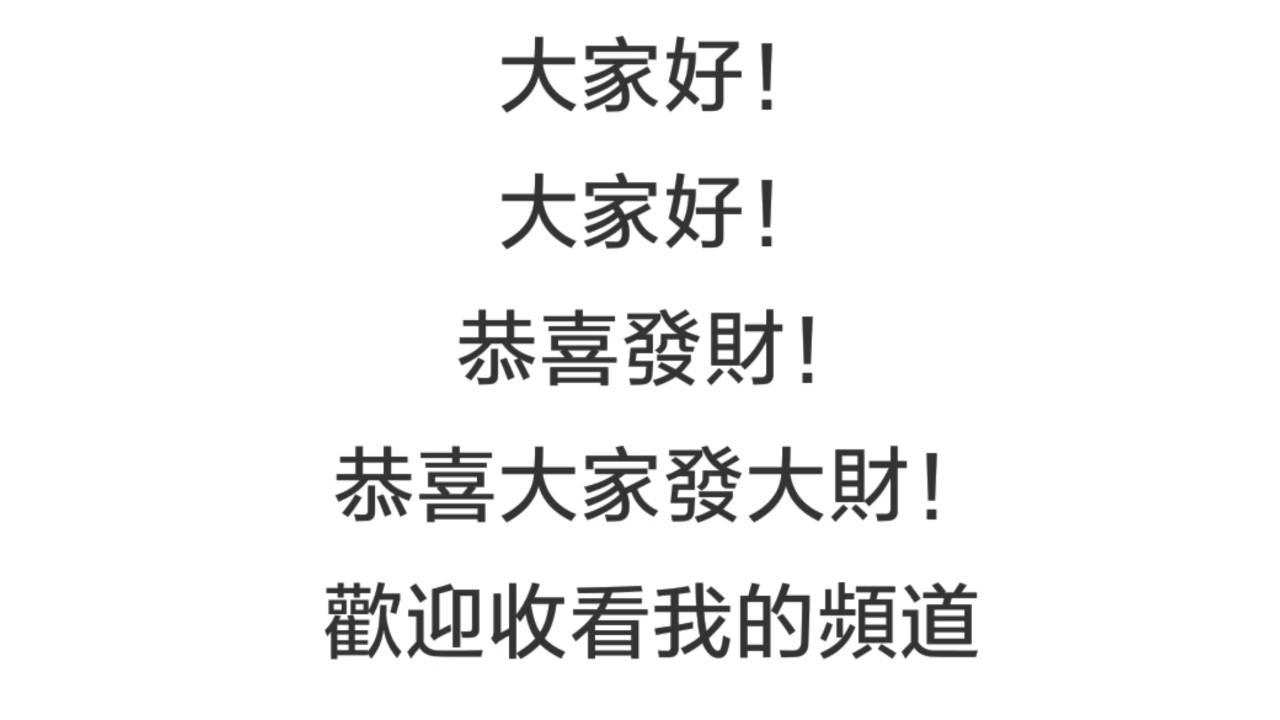 大家好！
大家好！
恭喜發財！
恭喜大家發大財！
歡迎收看我的頻道